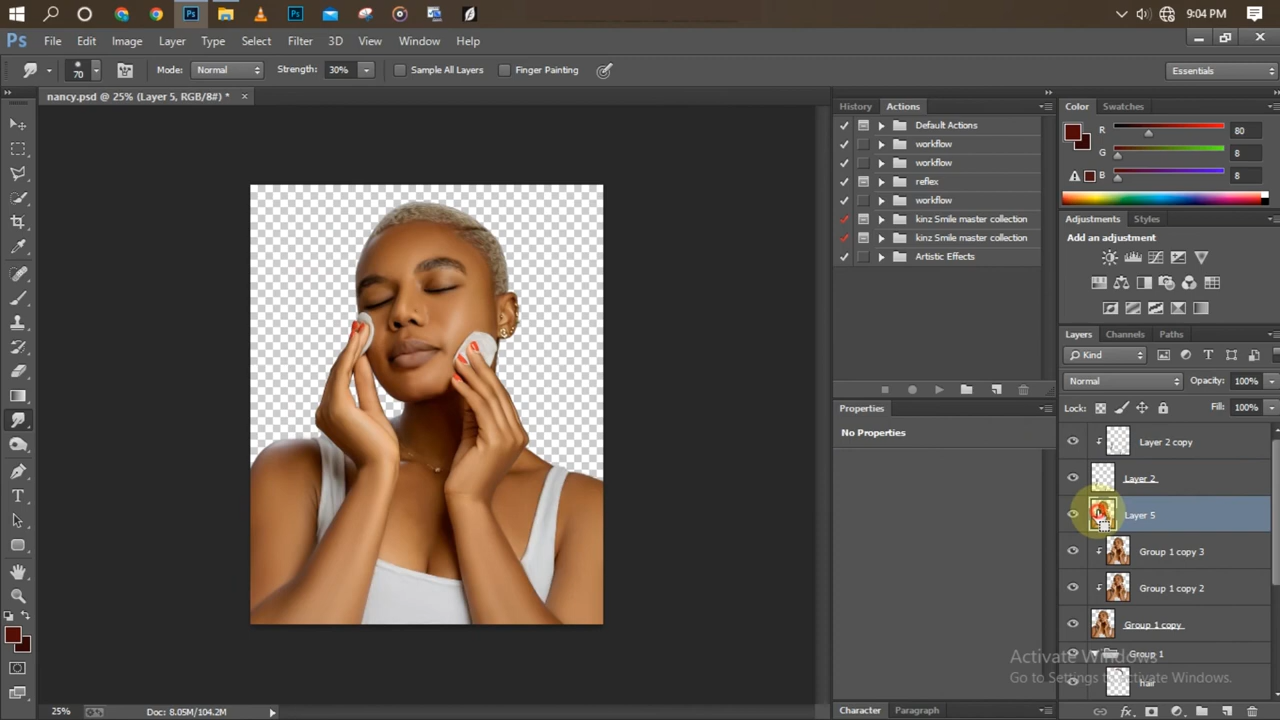 9:04 PM
Ps
File Edit Image Layer Type Select Filter 3D View Window Help
70 Mode: Normal Strength: 30% Sample All Layers Finger Painting Essentials
nancy.psd @ 25% (Layer 5, RGB/8#) * ×
History Actions
Default Actions
workflow
workflow
reflex
workflow
kinz Smile master collection
kinz Smile master collection
Artistic Effects
Properties
No Properties
Color Swatches
R 80
G 8
B 8
Adjustments Styles
Add an adjustment
Layers Channels Paths
Kind
Normal Opacity: 100%
Lock: Fill: 100%
Layer 2 copy
Layer 2
Layer 5
Group 1 copy 3
Group 1 copy 2
Group 1 copy
Group 1
hair
Activate Windows
Go to Settings to Activate Windows.
Character Paragraph
25% Doc: 8.05M/104.2M